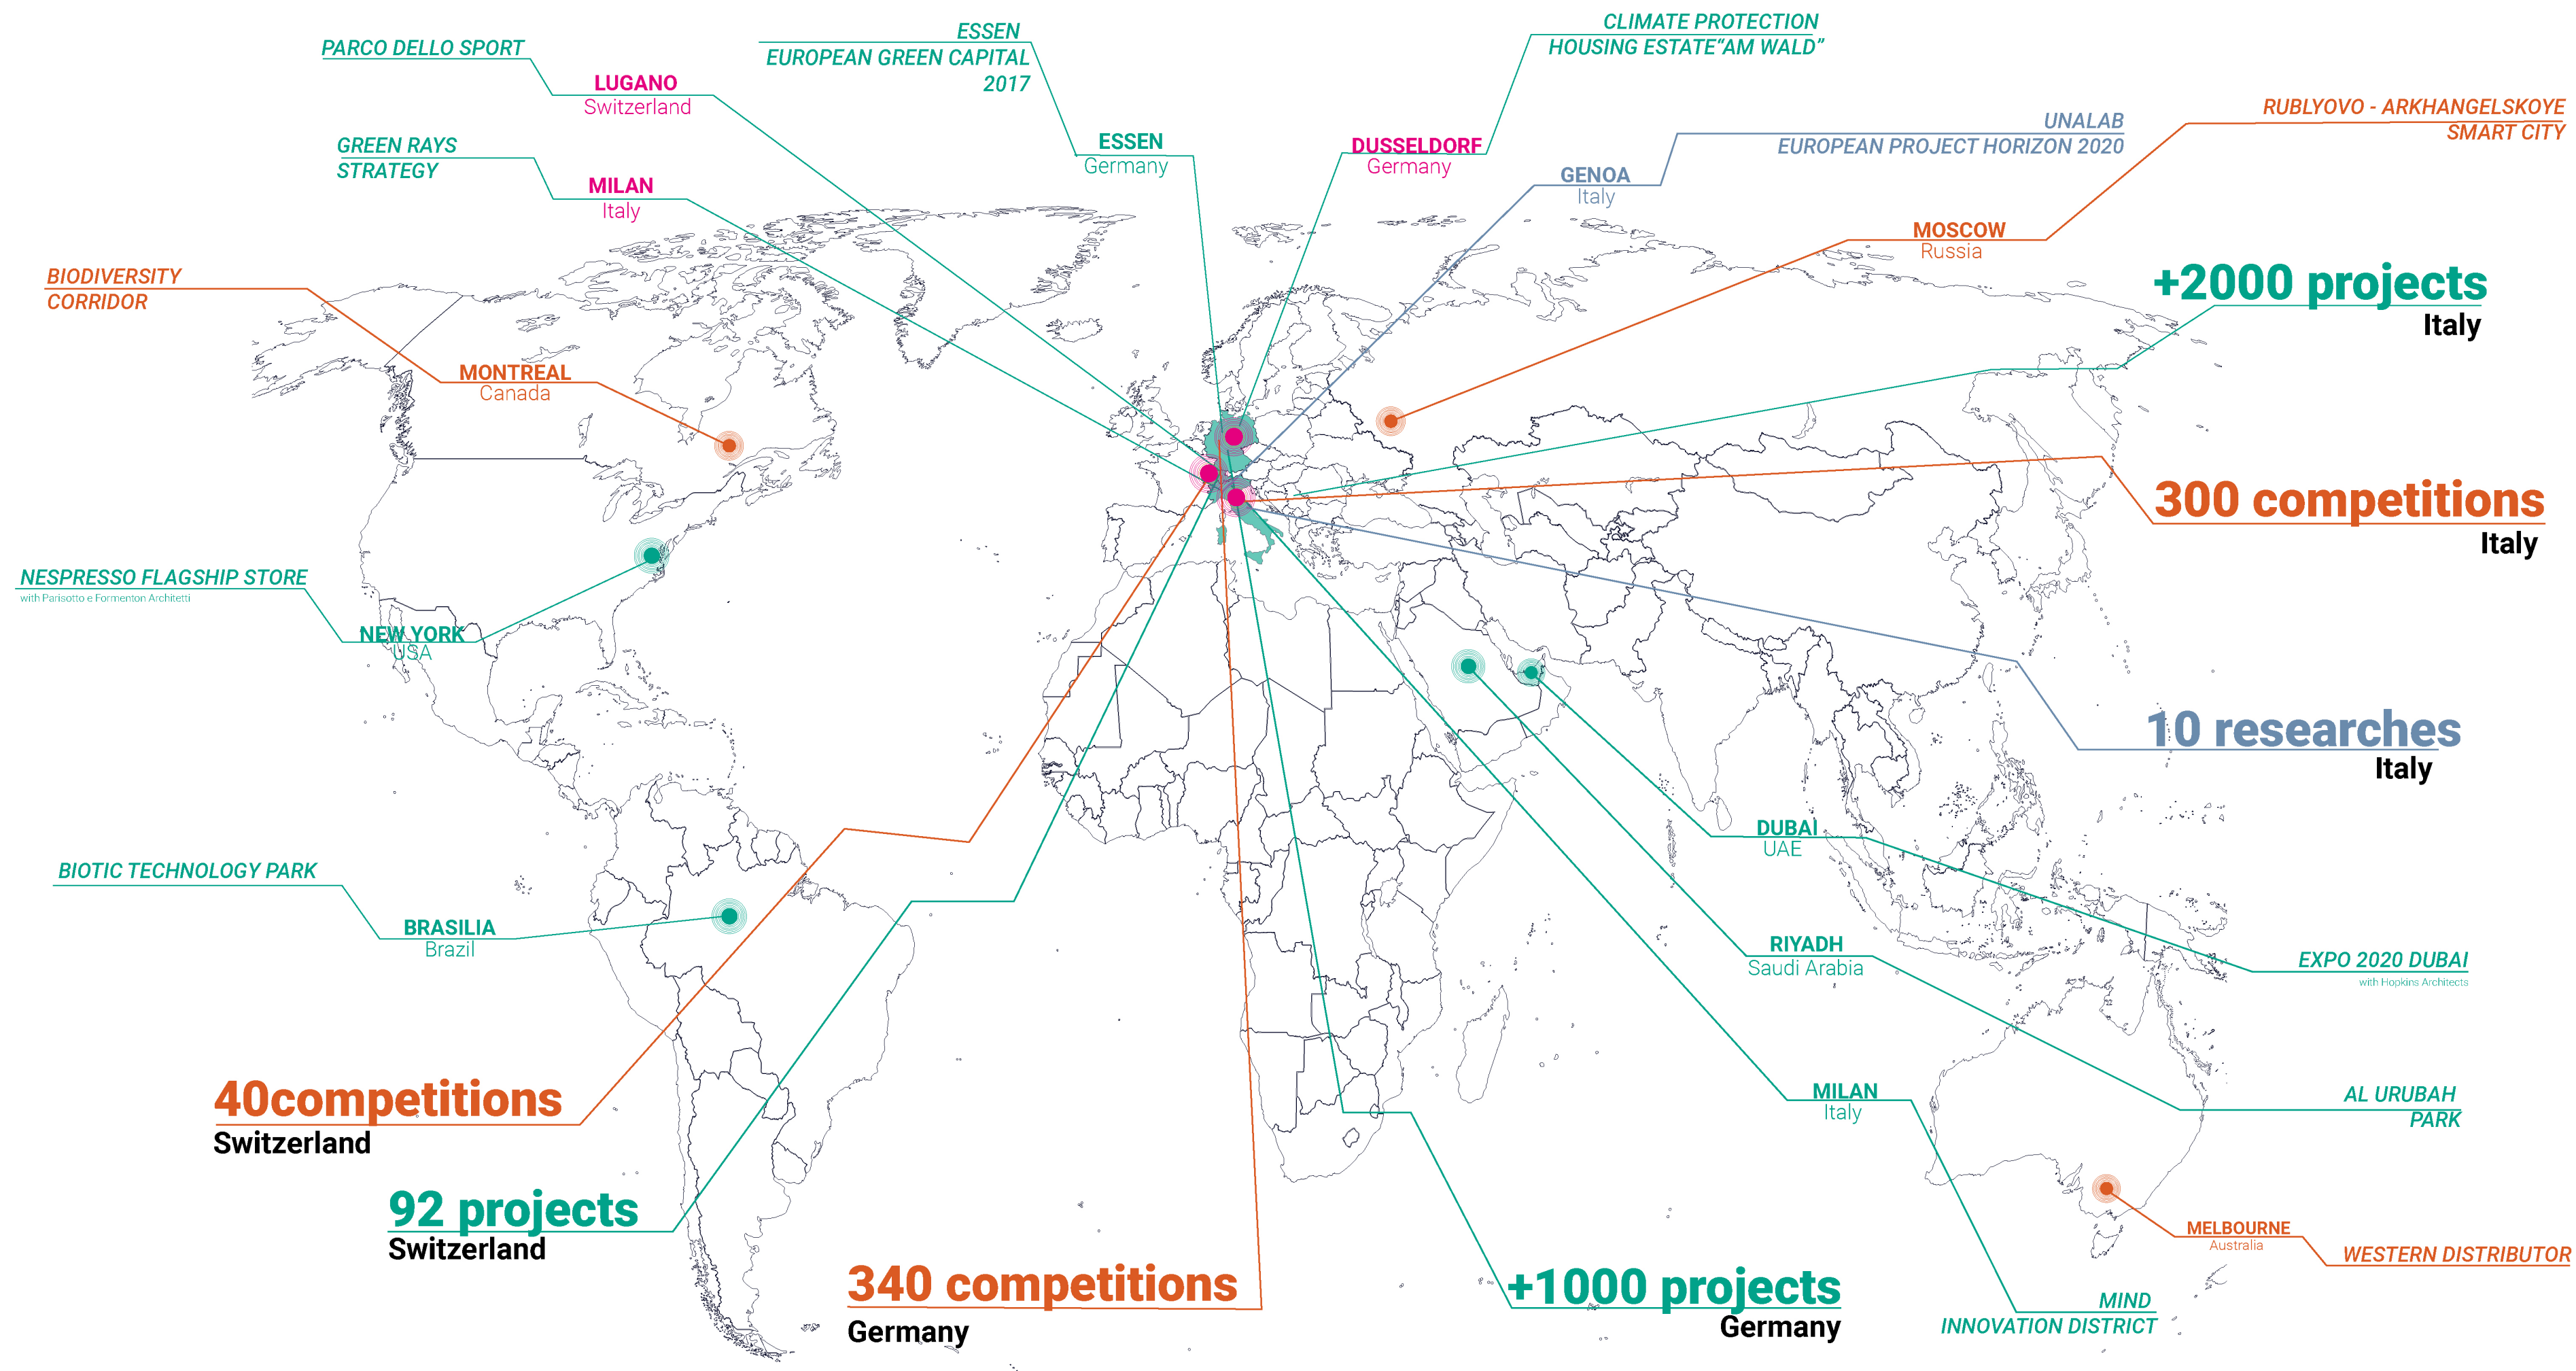 PARCO DELLO SPORT
LUGANO
Switzerland
ESSEN
EUROPEAN GREEN CAPITAL
2017
ESSEN
Germany
CLIMATE PROTECTION
HOUSING ESTATE“AM WALD”
DUSSELDORF
Germany
GREEN RAYS
STRATEGY
MILAN
Italy
UNALAB
EUROPEAN PROJECT HORIZON 2020
GENOA
Italy
RUBLYOVO - ARKHANGELSKOYE
SMART CITY
MOSCOW
Russia
BIODIVERSITY
CORRIDOR
MONTREAL
Canada
+2000 projects
Italy
300 competitions
Italy
NESPRESSO FLAGSHIP STORE
with Parisotto e Formenton Architetti
NEW YORK
USA
10 researches
Italy
DUBAI
UAE
EXPO 2020 DUBAI
with Hopkins Architects
BIOTIC TECHNOLOGY PARK
BRASILIA
Brazil
RIYADH
Saudi Arabia
AL URUBAH
PARK
40competitions
Switzerland
MILAN
Italy
MIND
INNOVATION DISTRICT
92 projects
Switzerland
MELBOURNE
Australia
WESTERN DISTRIBUTOR
340 competitions
Germany
+1000 projects
Germany